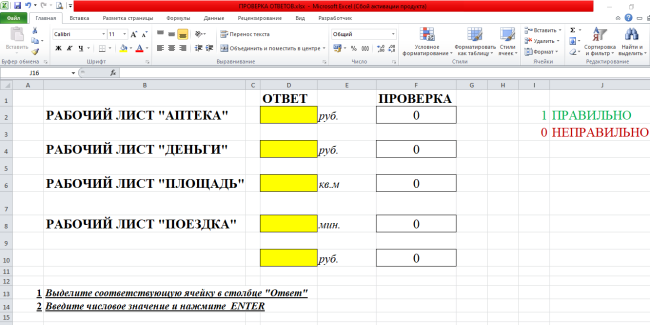 ПРОВЕРКА ОТВЕТОВ.xlsx - Microsoft Excel (Сбой активации продукта)
Файл Главная Вставка Разметка страницы Формулы Данные Рецензирование Вид Разработчик
Вставить
Calibri 11
Ж К Ч
Перенос текста
Объединить и поместить в центре
Общий
Условное форматирование
Форматировать как таблицу
Стили ячеек
Вставить
Удалить
Формат
Сортировка и фильтр
Найти и выделить
Буфер обмена Шрифт Выравнивание Число Стили Ячейки Редактирование
J16 fx
A B C D E F G H I J
1 ОТВЕТ ПРОВЕРКА
2 РАБОЧИЙ ЛИСТ "АПТЕКА" руб. 0 1 ПРАВИЛЬНО
3 0 НЕПРАВИЛЬНО
4 РАБОЧИЙ ЛИСТ "ДЕНЬГИ" руб. 0
5
6 РАБОЧИЙ ЛИСТ "ПЛОЩАДЬ" кв.м 0
7
8 РАБОЧИЙ ЛИСТ "ПОЕЗДКА" мин. 0
9
10 руб. 0
11
12
13 1 Выделите соответствующую ячейку в столбце "Ответ"
14 2 Введите числовое значение и нажмите ENTER
15